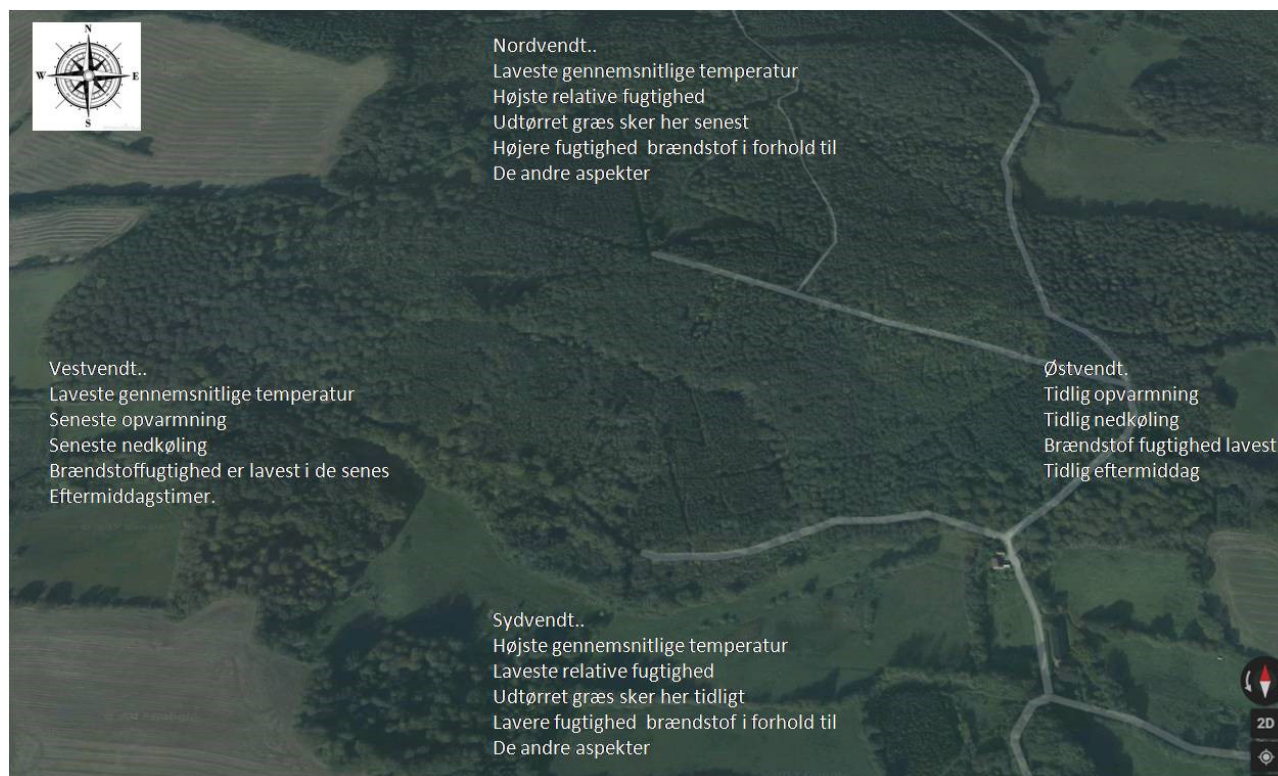 N
W E
S
Nordvendt..
Laveste gennemsnitlige temperatur
Højste relative fugtighed
Udtørret græs sker her senest
Højere fugtighed brændstof i forhold til
De andre aspekter
Vestvendt..
Laveste gennemsnitlige temperatur
Seneste opvarmning
Seneste nedkøling
Brændstoffugtighed er lavest i de senes
Eftermiddagstimer.
Østvendt.
Tidlig opvarmning
Tidlig nedkøling
Brændstof fugtighed lavest
Tidlig eftermiddag
Sydvendt..
Højste gennemsnitlige temperatur
Laveste relative fugtighed
Udtørret græs sker her tidligt
Lavere fugtighed brændstof i forhold til
De andre aspekter
2D